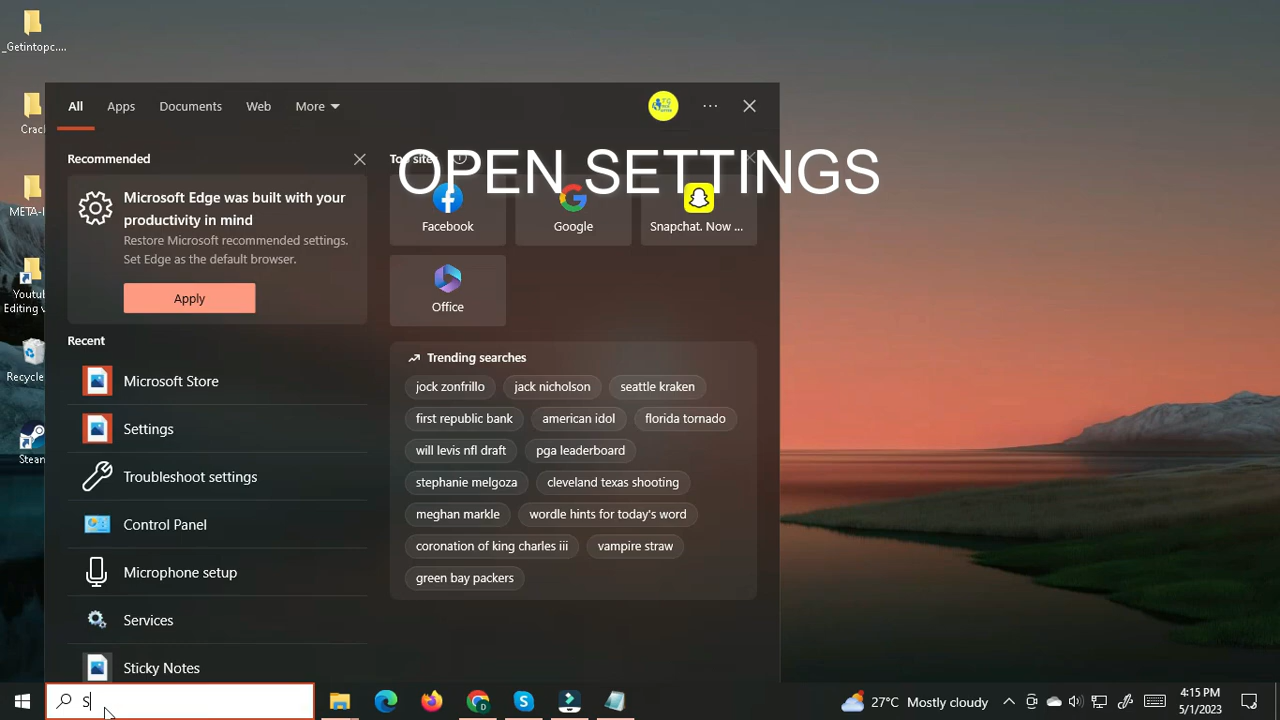 _Getintopc....
All Apps Documents Web More
OPEN SETTINGS
Recommended
Microsoft Edge was built with your
productivity in mind
Restore Microsoft recommended settings.
Set Edge as the default browser.
Apply
Recent
Microsoft Store
Settings
Troubleshoot settings
Control Panel
Microphone setup
Services
Sticky Notes
Facebook
Google
Snapchat. Now ...
Office
Trending searches
jock zonfrillo
jack nicholson
seattle kraken
first republic bank
american idol
florida tornado
will levis nfl draft
pga leaderboard
stephanie melgoza
cleveland texas shooting
meghan markle
wordle hints for today's word
coronation of king charles iii
vampire straw
green bay packers
Crac
META-I
Youtub
Editing v
Recycle
Stean
S
27°C Mostly cloudy
4:15 PM
5/1/2023